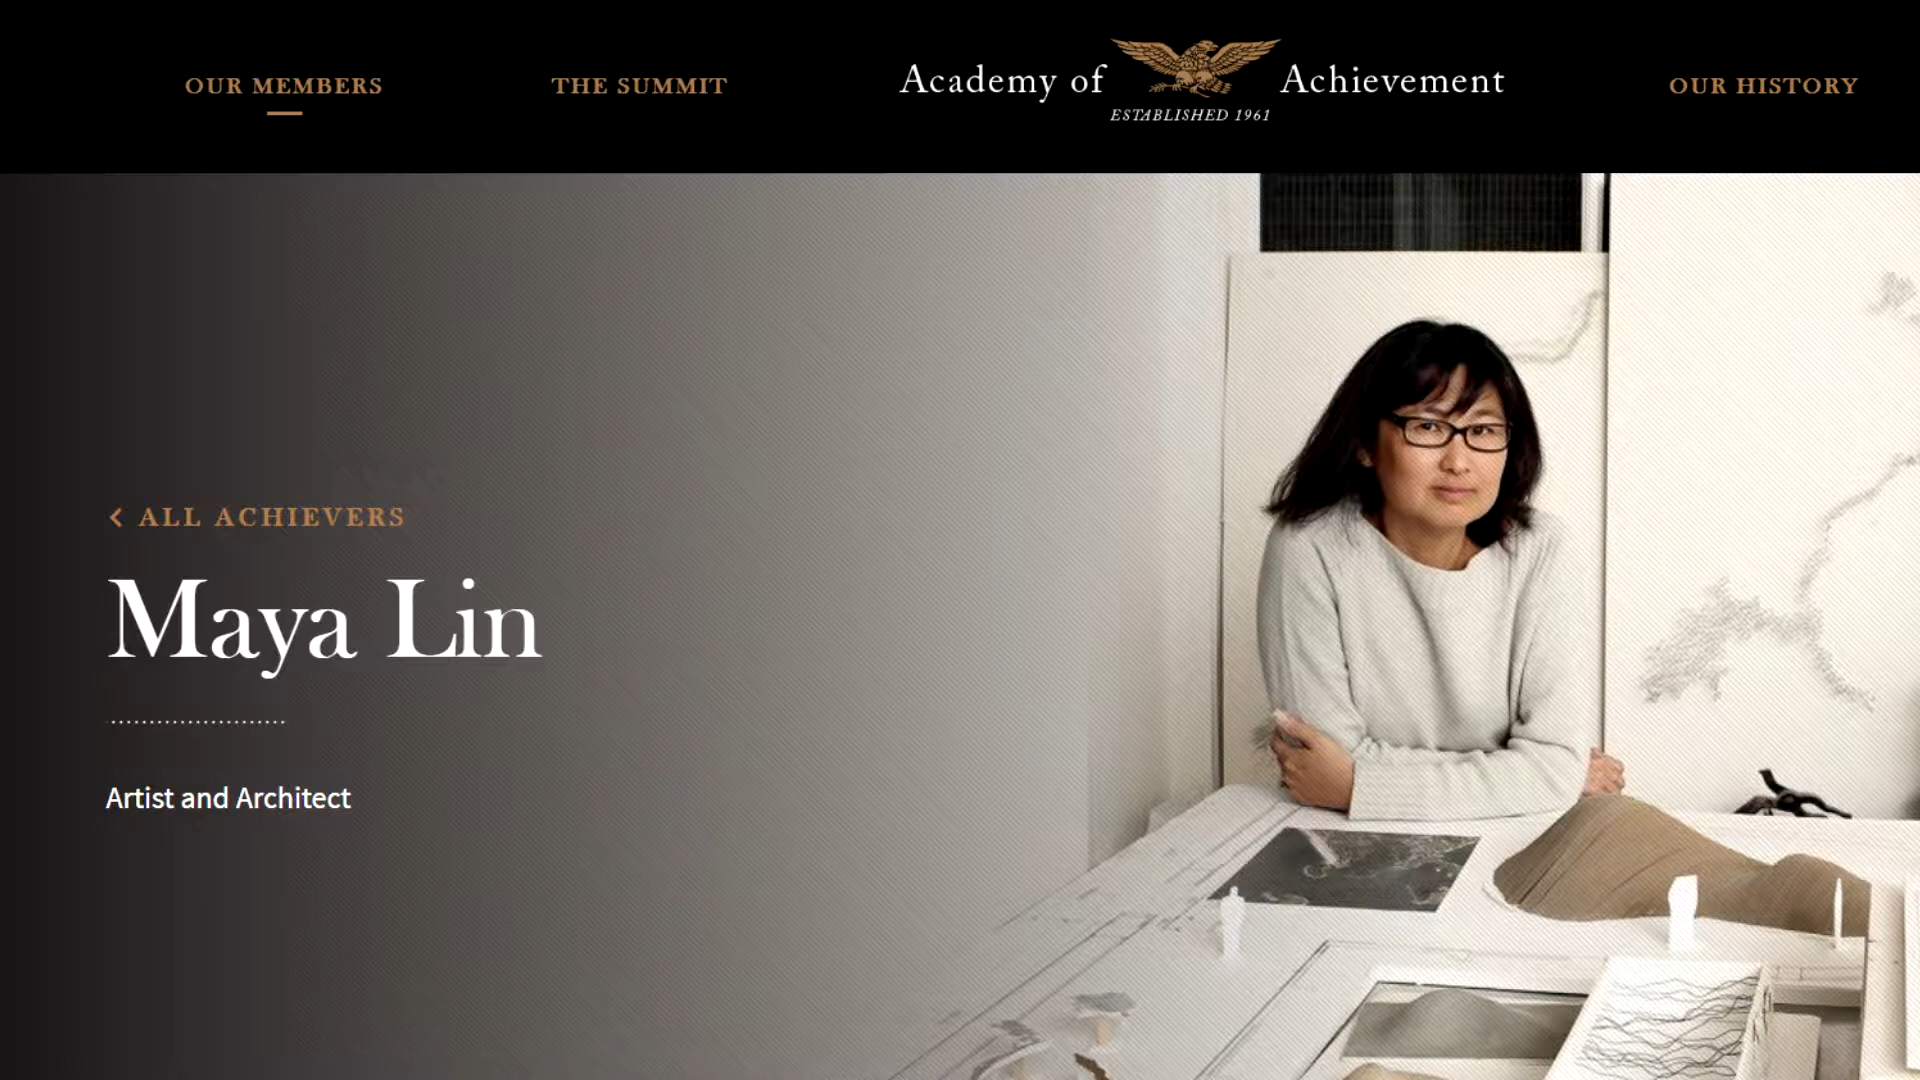 OUR MEMBERS
THE SUMMIT
Academy of Achievement
ESTABLISHED 1961
OUR HISTORY
ALL ACHIEVERS
Maya Lin
Artist and Architect